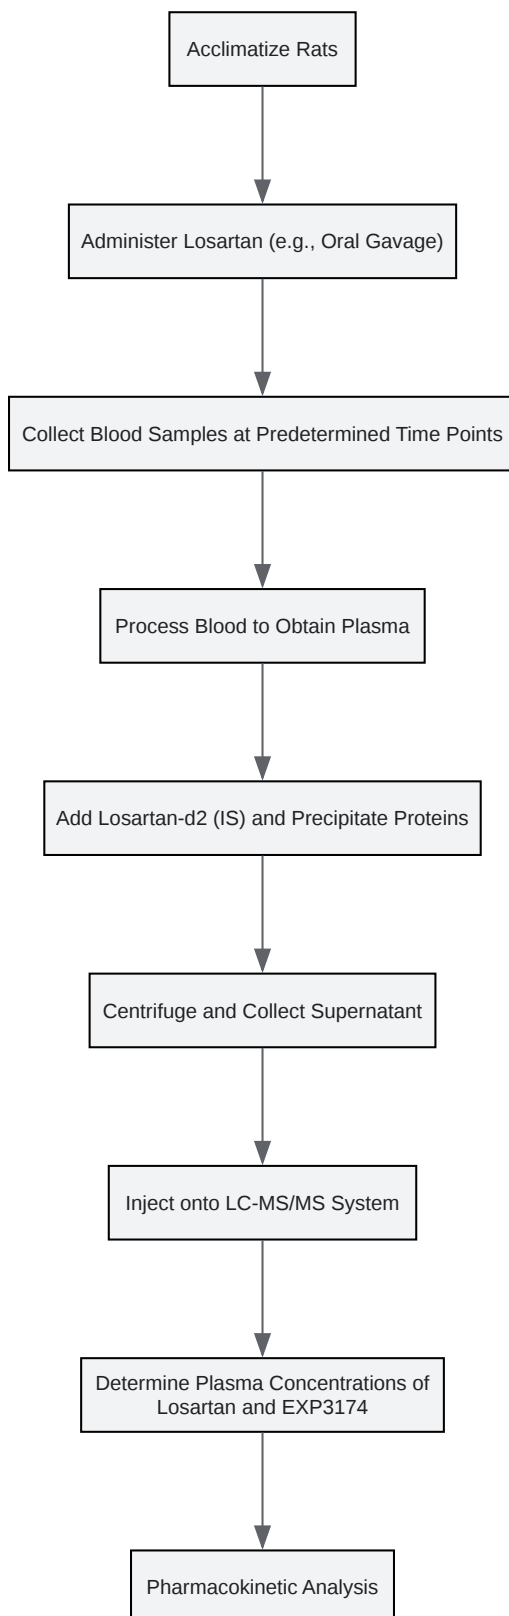 Acclimatize Rats
Administer Losartan (e.g., Oral Gavage)
Collect Blood Samples at Predetermined Time Points
Process Blood to Obtain Plasma
Add Losartan-d2 (IS) and Precipitate Proteins
Centrifuge and Collect Supernatant
Inject onto LC-MS/MS System
Determine Plasma Concentrations of
Losartan and EXP3174
Pharmacokinetic Analysis